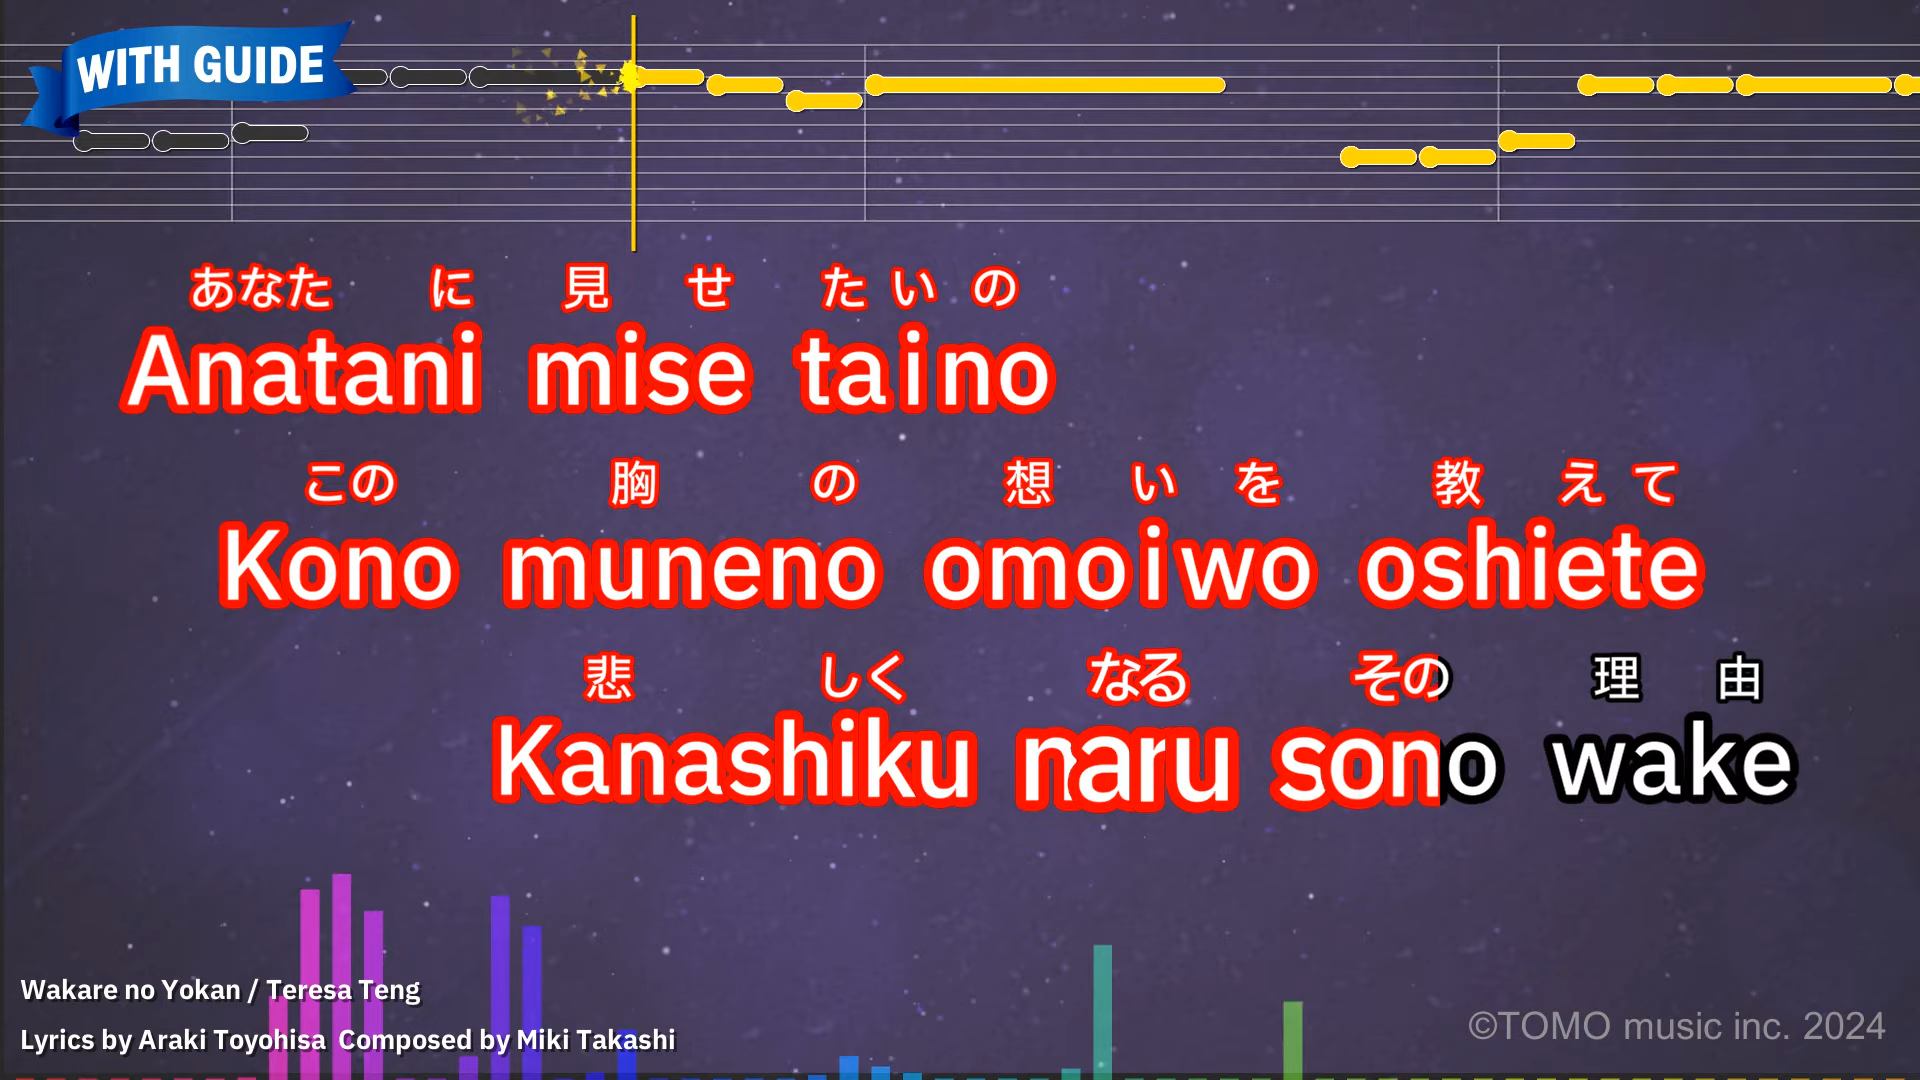 WITH GUIDE
あなた に 見 せ た い の
Anatani mise taino
この 胸 の 想 い を 教 え て
Kono muneno omoiwo oshiete
悲 しく なる その 理 由
Kanashiku naru sono wake
Wakare no Yokan / Teresa Teng
Lyrics by Araki Toyohisa Composed by Miki Takashi
©TOMO music inc. 2024